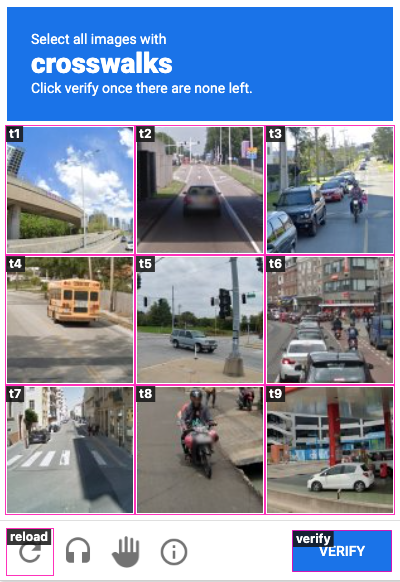 Select all images with
crosswalks
Click verify once there are none left.
t1
t2
t3
t4
t5
t6
t7
t8
t9
reload
verify
VERIFY